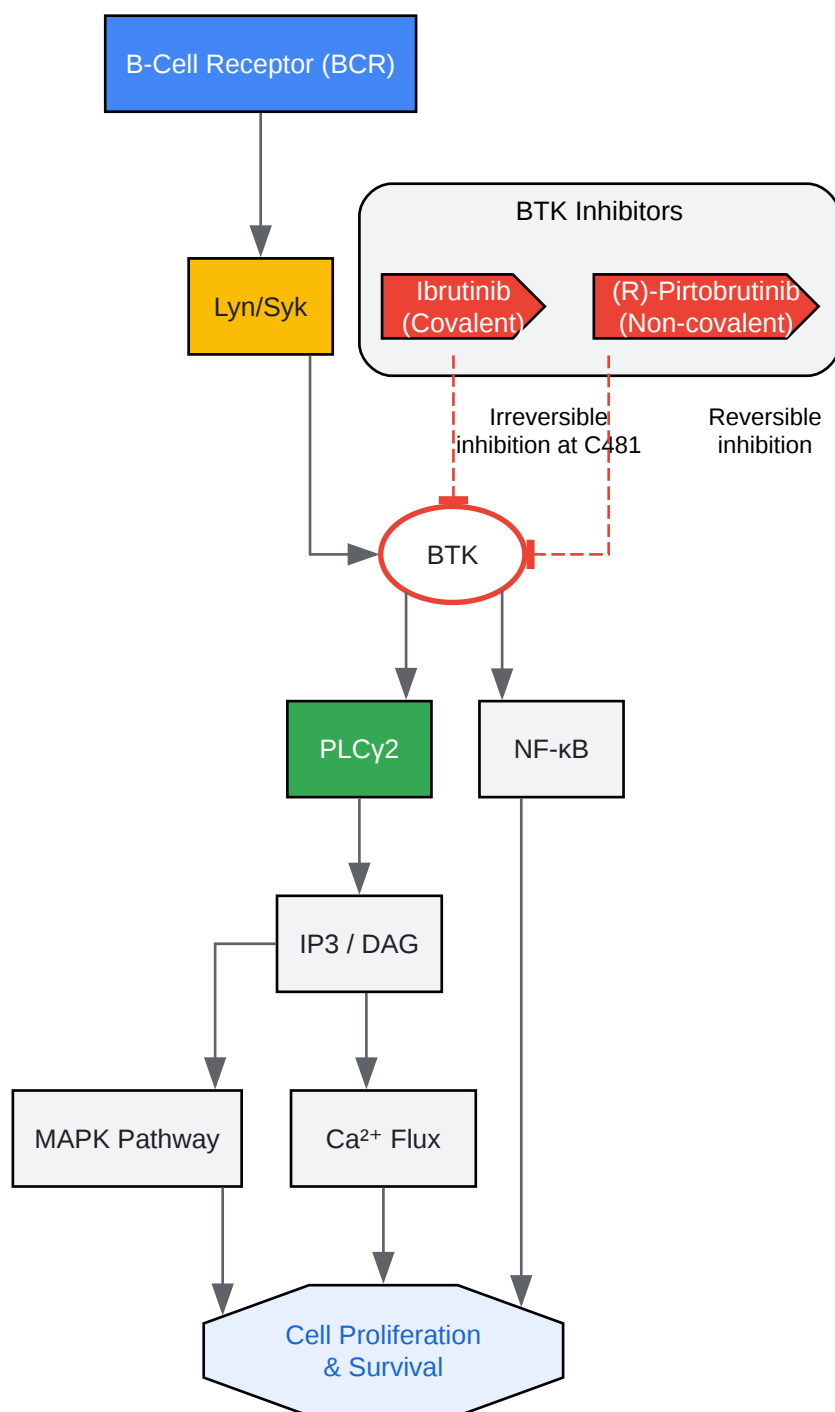 B-Cell Receptor (BCR)
BTK Inhibitors
Lyn/Syk
Ibrutinib
(Covalent)
(R)-Pirtobrutinib
(Non-covalent)
Irreversible
inhibition at C481
Reversible
inhibition
BTK
PLCγ2
NF-κB
IP3 / DAG
MAPK Pathway
Ca²⁺ Flux
Cell Proliferation
& Survival